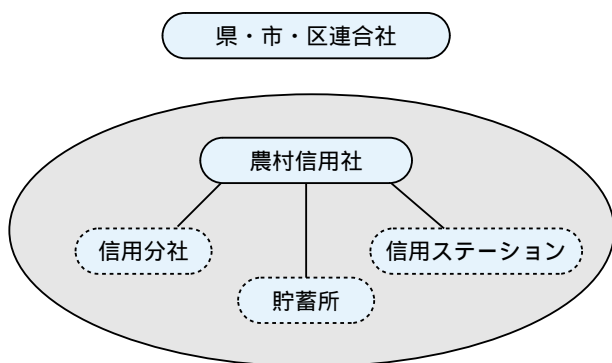 県・市・区連合社
農村信用社
信用分社
信用ステーション
貯蓄所